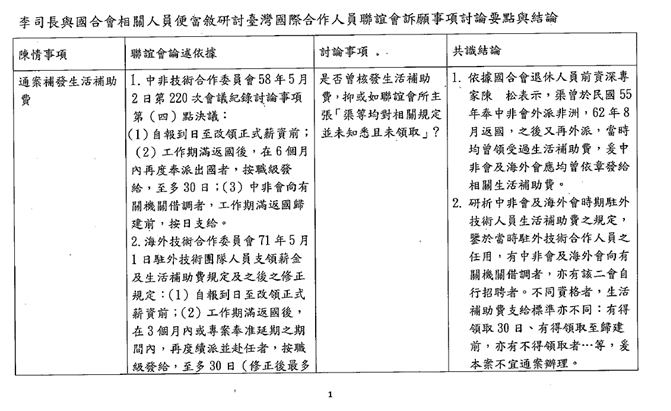 李司長與國合會相關人員便當敘研討臺灣國際合作人員聯誼會訴願事項討論要點與結論
陳情事項
聯誼會論述依據
討論事項
共識結論
通案補發生活補助
費
1.中非技術合作委員會 58 年 5 月
2 日第 220 次會議紀錄討論事項
第（四）點決議：
(1)自報到日至改領正式薪資前；
(2)工作期滿返國後，在 6 個月
內再度奉派出國者，按職級發
給，至多 30 日；(3) 中非會向有
關機關借調者，工作期滿返國歸
建前，按日支給。
2.海外技術合作委員會 71 年 5 月
1 日駐外技術團隊人員支領薪金
及生活補助費規定及之後之修正
規定：(1) 自報到日至改領正式
薪資前；(2) 工作期滿返國後，
在 3 個月內或專案奉准延期之期
間內，再度續派並赴任者，按職
級發給，至多 30 日（修正後最多
是否曾核發生活補助
費，抑或如聯誼會所主
張「渠等均對相關規定
並未知悉且未領取」？
1. 依據國合會退休人員前資深專
家陳　松表示，渠曾於民國 55
年奉中非會外派非洲，62 年 8
月返國，之後又再外派，當時
均曾領受過生活補助費，爰中
非會及海外會應均曾依章發給
相關生活補助費。
2. 研析中非會及海外會時期駐外
技術人員生活補助費之規定，
鑒於當時駐外技術合作人員之
任用，有中非會及海外會向有
關機關借調者，亦有該二會自
行招聘者。不同資格者，生活
補助費支給標準亦不同：有得
領取 30 日、有得領取至歸建
前，亦有不得領取者…等，爰
本案不宜通案辦理。
1